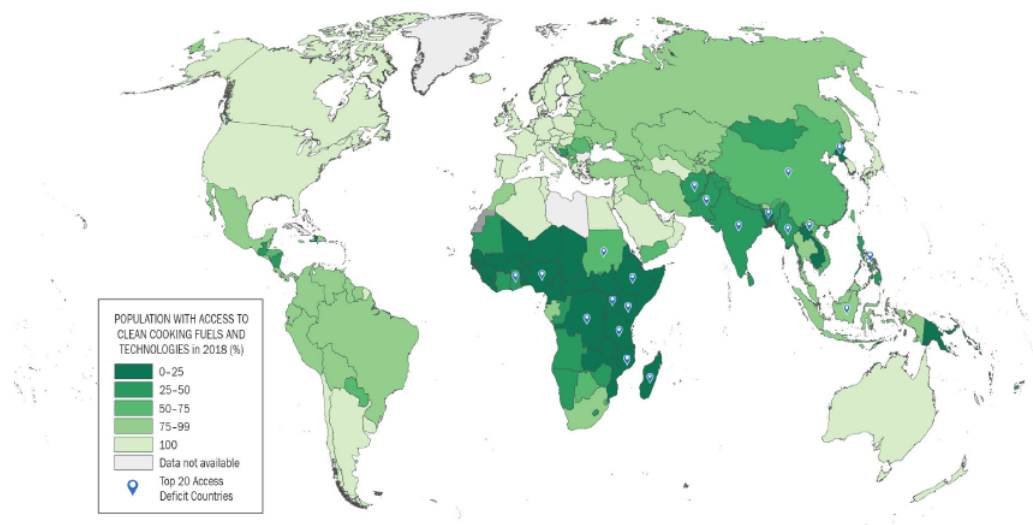 POPULATION WITH ACCESS TO
CLEAN COOKING FUELS AND
TECHNOLOGIES in 2018 (%)
0–25
25–50
50–75
75–99
100
Data not available
Top 20 Access
Deficit Countries